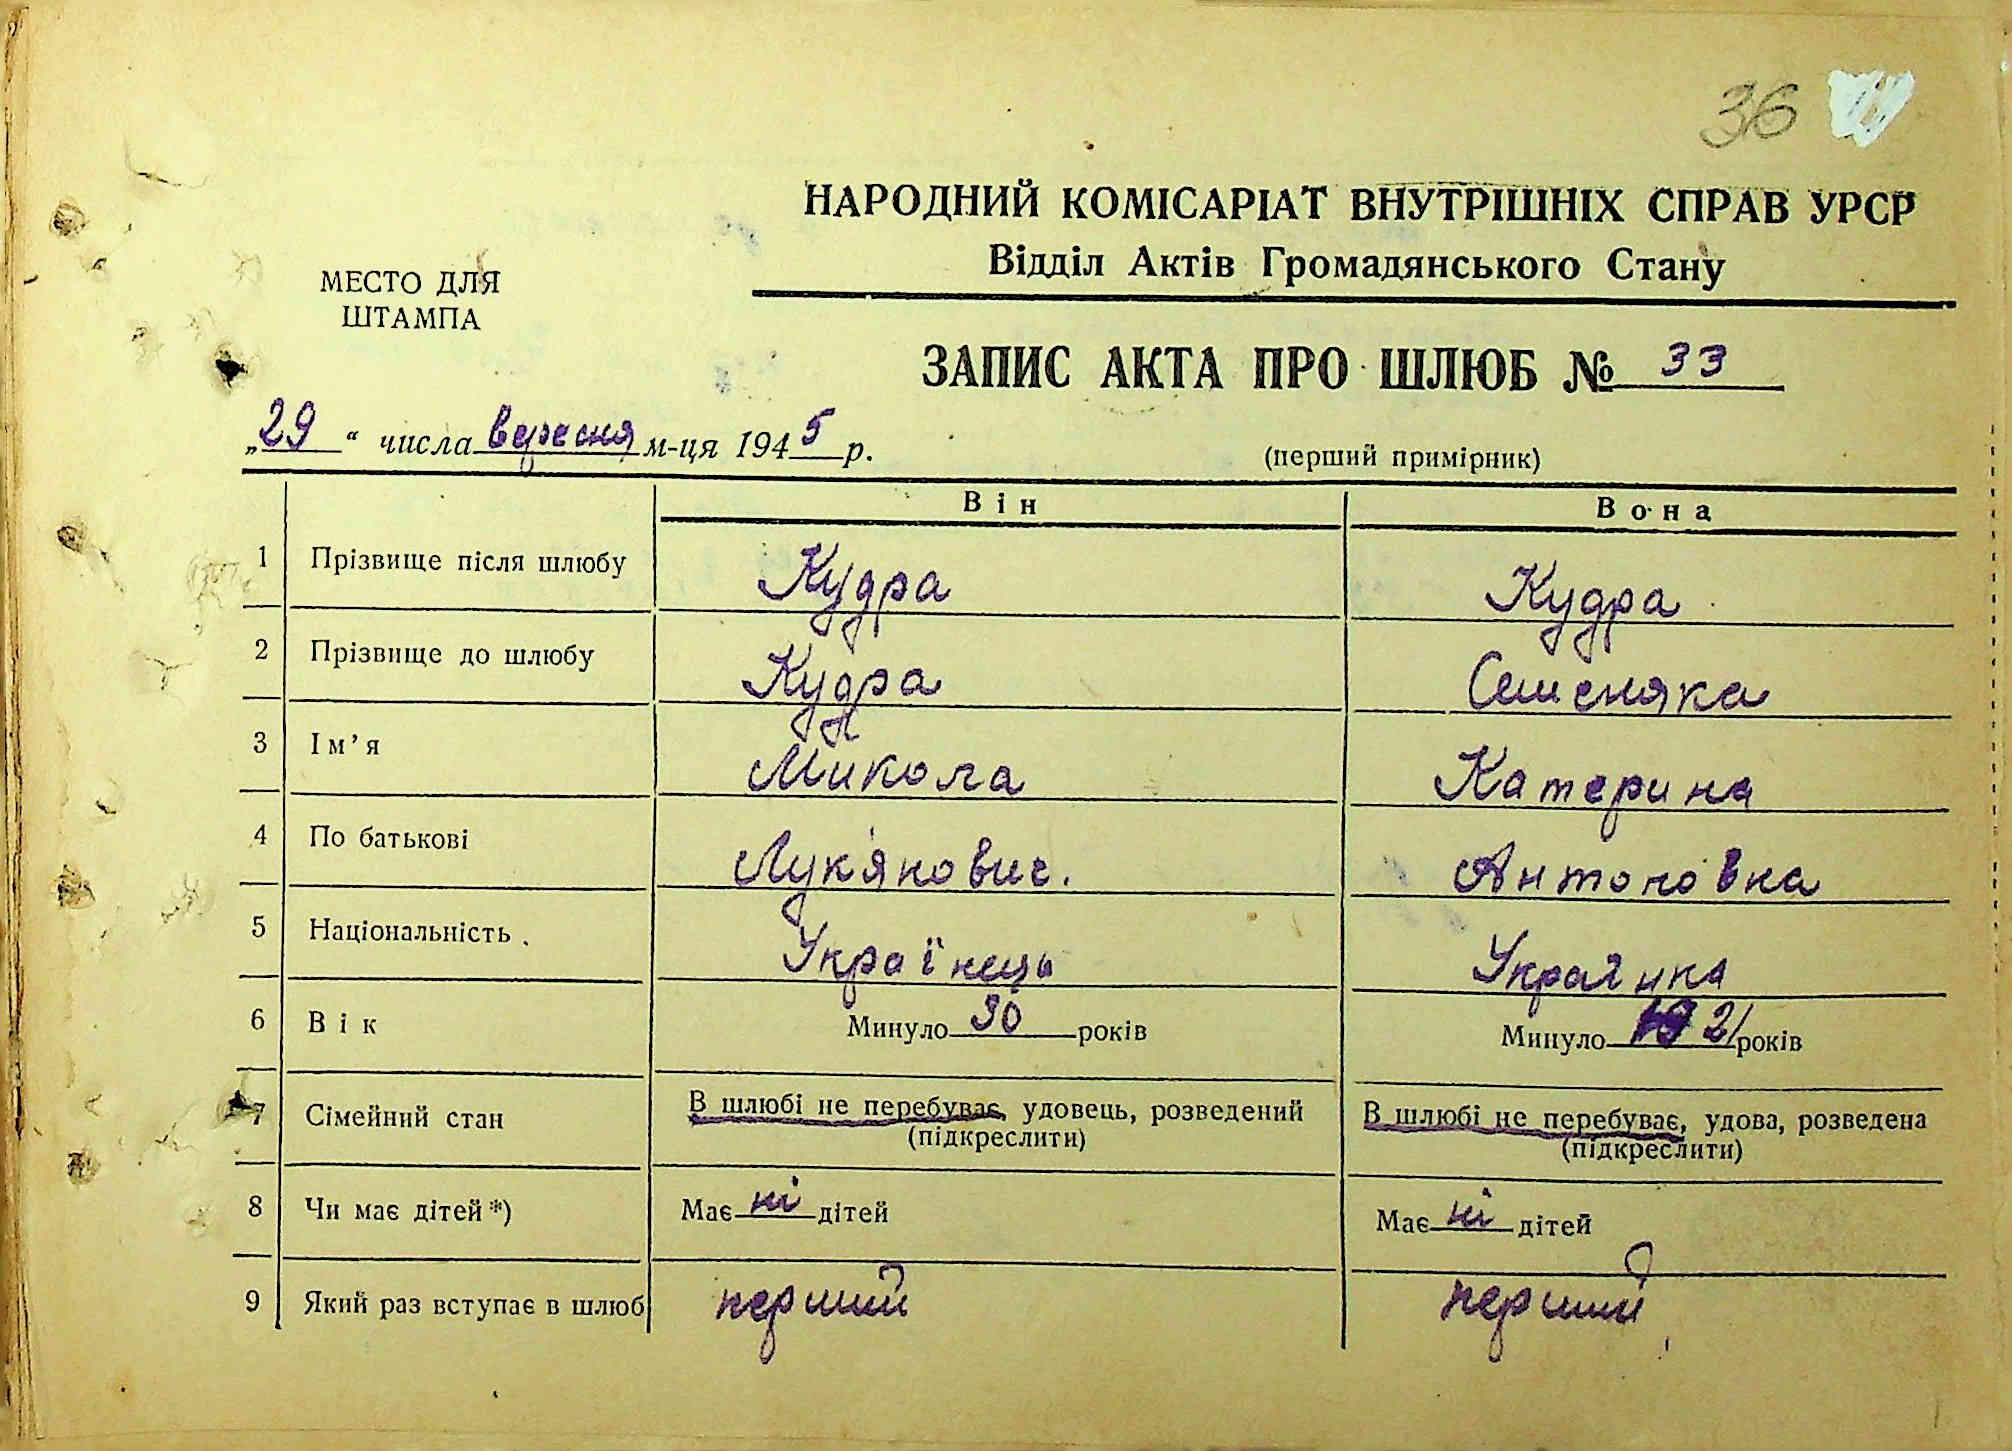 36
НАРОДНИЙ КОМІСАРІАТ ВНУТРІШНІХ СПРАВ УРСР
Відділ Актів Громадянського Стану
МЕСТО ДЛЯ
ШТАМПА
ЗАПИС АКТА ПРО ШЛЮБ № 33
„29“ числа вересня м-ця 1945 р.
(перший примірник)
Він Вона
1 Прізвище після шлюбу Кудра Кудра
2 Прізвище до шлюбу Кудра Семеняка
3 Ім'я Микола Катерина
4 По батькові Лук'янович. Антоновна
5 Національність Українець Українка
6 Вік Минуло 30 років Минуло 21 років
7 Сімейний стан В шлюбі не перебуває, удовець, розведений В шлюбі не перебуває, удова, розведена
(підкреслити) (підкреслити)
8 Чи має дітей*) Має ні дітей Має ні дітей
9 Який раз вступає в шлюб перший перший